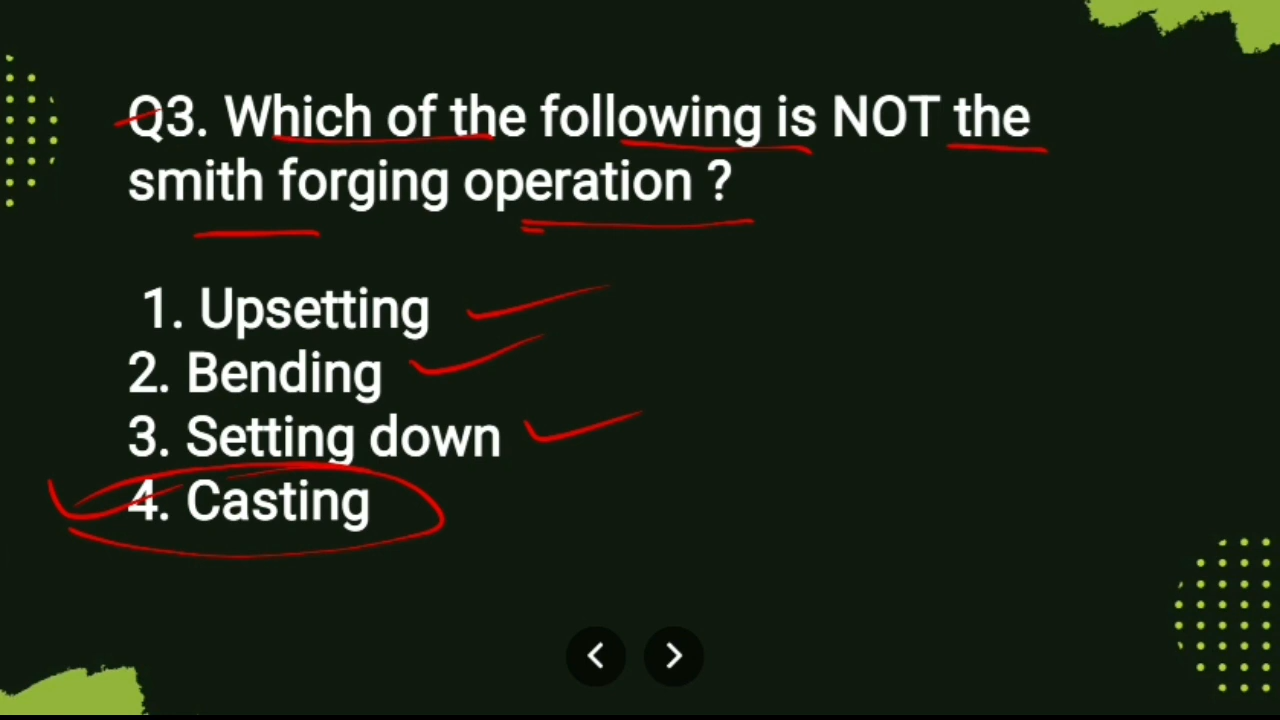 Q3. Which of the following is NOT the
smith forging operation ?
1. Upsetting
2. Bending
3. Setting down
4. Casting